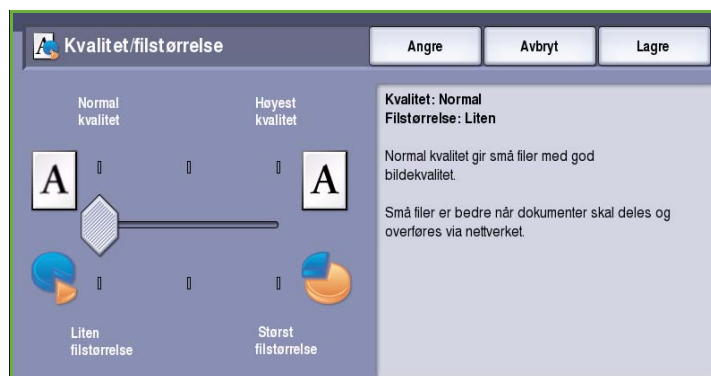 Kvalitet/filstørrelse
Angre
Avbryt
Lagre
Normal
kvalitet
Høyest
kvalitet
A
A
Liten
filstørrelse
Størst
filstørrelse
Kvalitet: Normal
Filstørrelse: Liten
Normal kvalitet gir små filer med god
bildekvalitet.
Små filer er bedre når dokumenter skal deles og
overføres via nettverket.